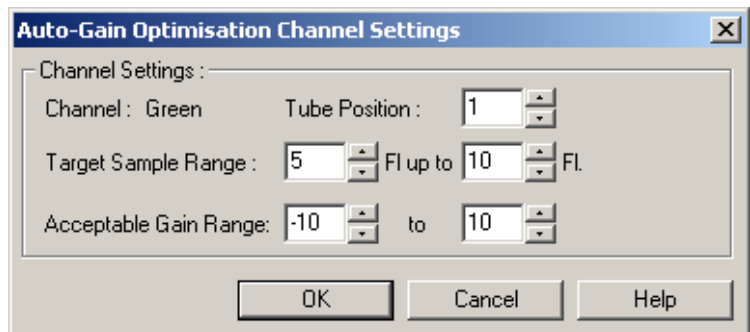 Auto-Gain Optimisation Channel Settings
Channel Settings :
Channel : Green Tube Position : 1
Target Sample Range : 5 Fl up to 10 Fl.
Acceptable Gain Range: -10 to 10
OK Cancel Help